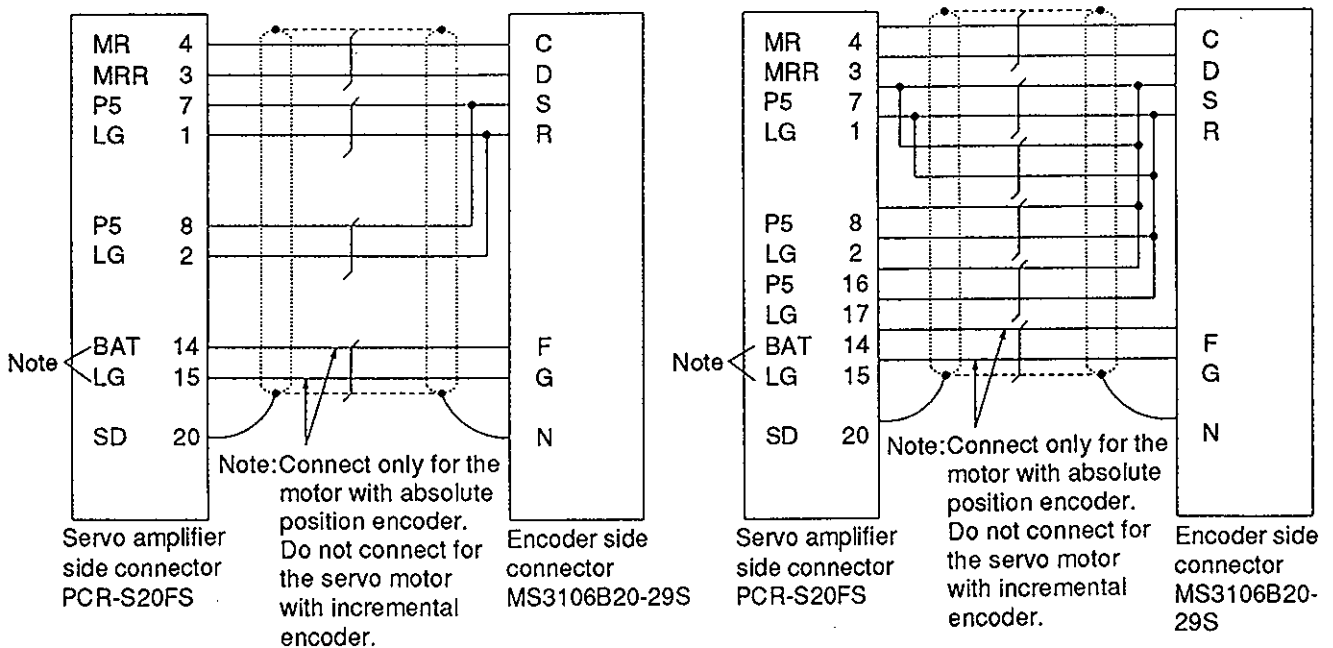 MR 4 C
MRR 3 D
P5 7 S
LG 1 R
P5 8
LG 2
Note BAT 14 F
LG 15 G
SD 20 N
Note:Connect only for the
motor with absolute
position encoder.
Do not connect for
the servo motor
with incremental
encoder.
Servo amplifier
side connector
PCR-S20FS
Encoder side
connector
MS3106B20-29S
MR 4 C
MRR 3 D
P5 7 S
LG 1 R
P5 8
LG 2
P5 16
LG 17
Note BAT 14 F
LG 15 G
SD 20 N
Note:Connect only for the
motor with absolute
position encoder.
Do not connect for
the servo motor
with incremental
encoder.
Servo amplifier
side connector
PCR-S20FS
Encoder side
connector
MS3106B20-
29S